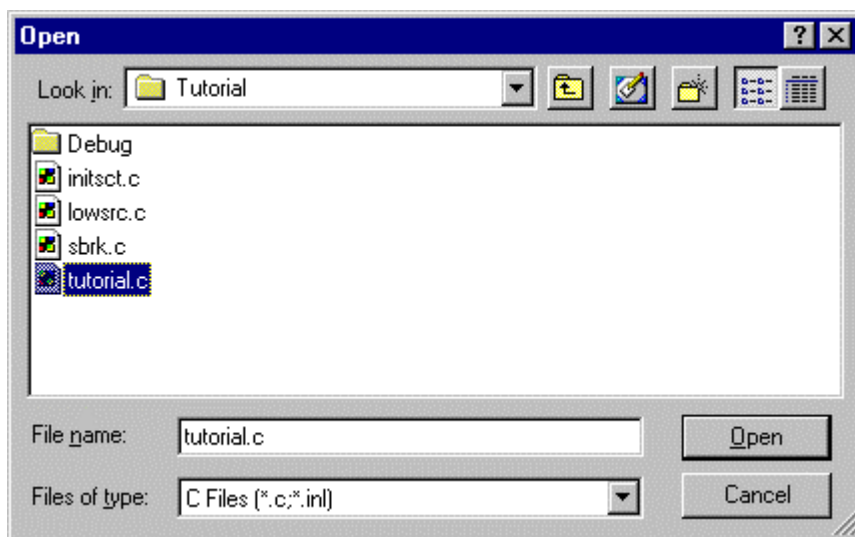 Open
Look in: Tutorial
Debug
initsct.c
lowsrc.c
sbrk.c
tutorial.c
File name: tutorial.c Open
Files of type: C Files (*.c;*.inl) Cancel